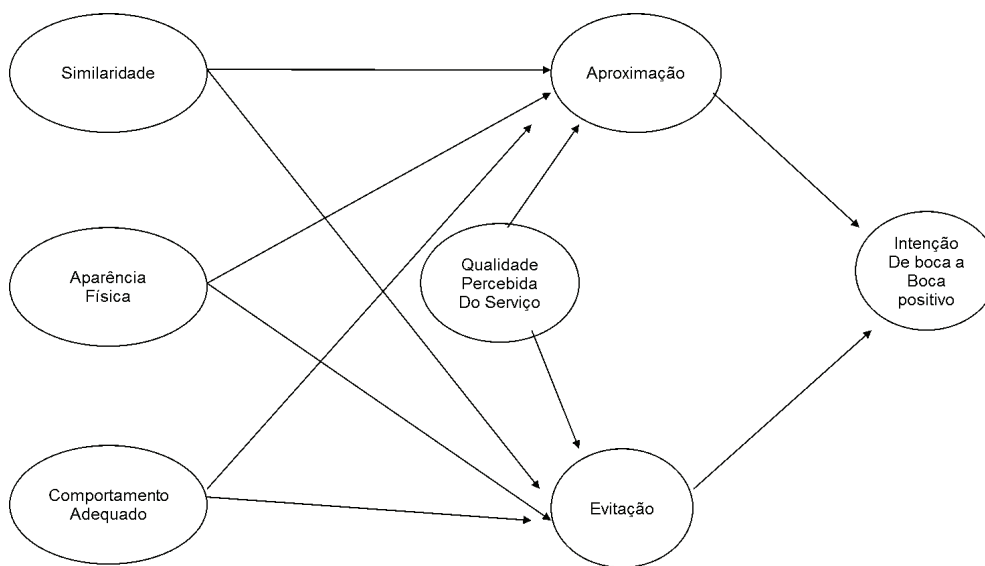 Similaridade
Aproximação
Aparência
Física
Qualidade
Percebida
Do Serviço
Intenção
De boca a
Boca
positivo
Comportamento
Adequado
Evitação